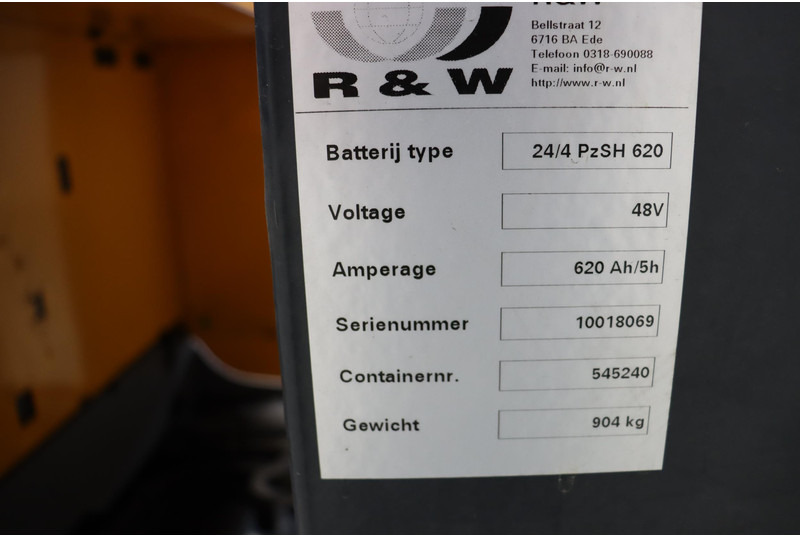 R & W
Bellstraat 12
6716 BA Ede
Telefoon 0318-690088
E-mail: info@r-w.nl
http://www.r-w.nl
Batterij type 24/4 PzSH 620
Voltage 48V
Amperage 620 Ah/5h
Serienummer 10018069
Containernr. 545240
Gewicht 904 kg